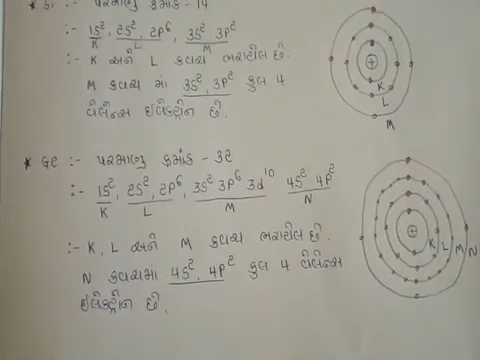 * Si :- પરમાણુ ક્રમાંક - 14
:- 1S², 2S², 2P⁶, 3S² 3P²
K L M
:- K અને L કવચ ભરાયેલ છે.
M કવચ માં 3S², 3P² કુલ 4
વેલેન્સ ઇલેક્ટ્રોન છે.
K
L
M
* Ge :- પરમાણુ ક્રમાંક - 32
:- 1S², 2S², 2P⁶, 3S² 3P⁶ 3d¹⁰ 4S² 4P²
K L M N
:- K, L અને M કવચ ભરાયેલ છે.
N કવચમાં 4S², 4P² કુલ 4 વેલેન્સ
ઇલેક્ટ્રોન છે.
+
K L M N